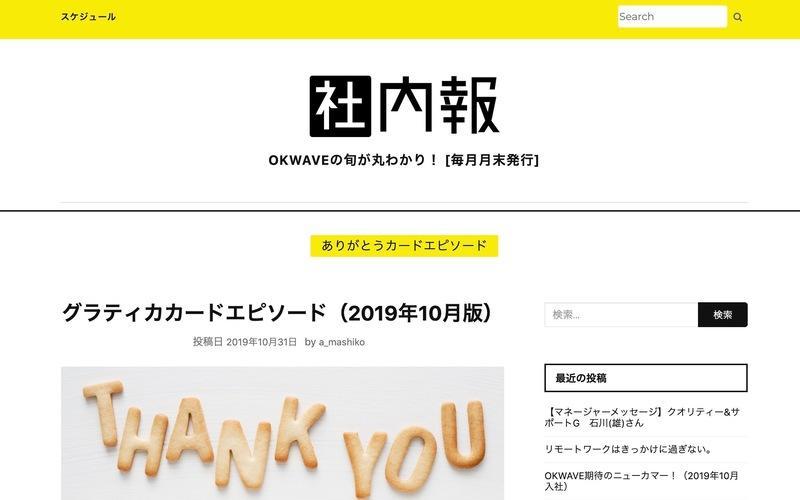 スケジュール
Search
社内報
OKWAVEの旬が丸わかり！ [毎月月末発行]
ありがとうカードエピソード
グラティカカードエピソード（2019年10月版）
投稿日 2019年10月31日 by a_mashiko
THANK YOU
検索…
検索
最近の投稿
【マネージャーメッセージ】クオリティー&サ
ポートG　石川(雄)さん
リモートワークはきっかけに過ぎない。
OKWAVE期待のニューカマー！（2019年10月
入社）